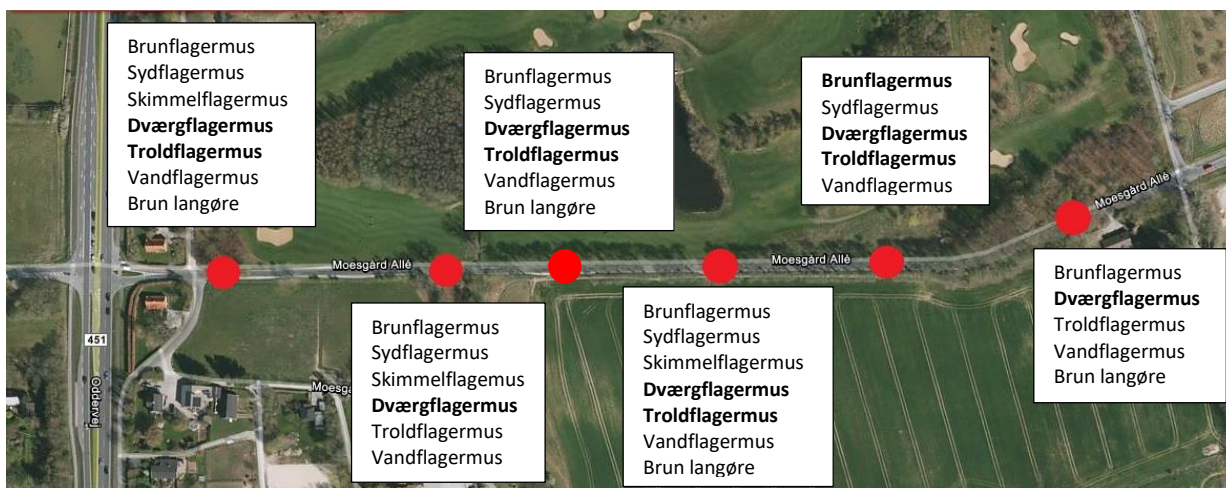 Brunflagermus
Sydflagermus
Skimmelflagermus
Dværgflagermus
Troldflagermus
Vandflagermus
Brun langøre
Brunflagermus
Sydflagermus
Dværgflagermus
Troldflagermus
Vandflagermus
Brun langøre
Brunflagermus
Sydflagermus
Dværgflagermus
Troldflagermus
Vandflagermus
Moesgård Allé
Moesgård Allé
Moesgård Allé
451
Oddervej
Moesg
Brunflagermus
Sydflagermus
Skimmelflagemus
Dværgflagermus
Troldflagermus
Vandflagermus
Brunflagermus
Sydflagermus
Skimmelflagermus
Dværgflagermus
Troldflagermus
Vandflagermus
Brun langøre
Brunflagermus
Dværgflagermus
Troldflagermus
Vandflagermus
Brun langøre